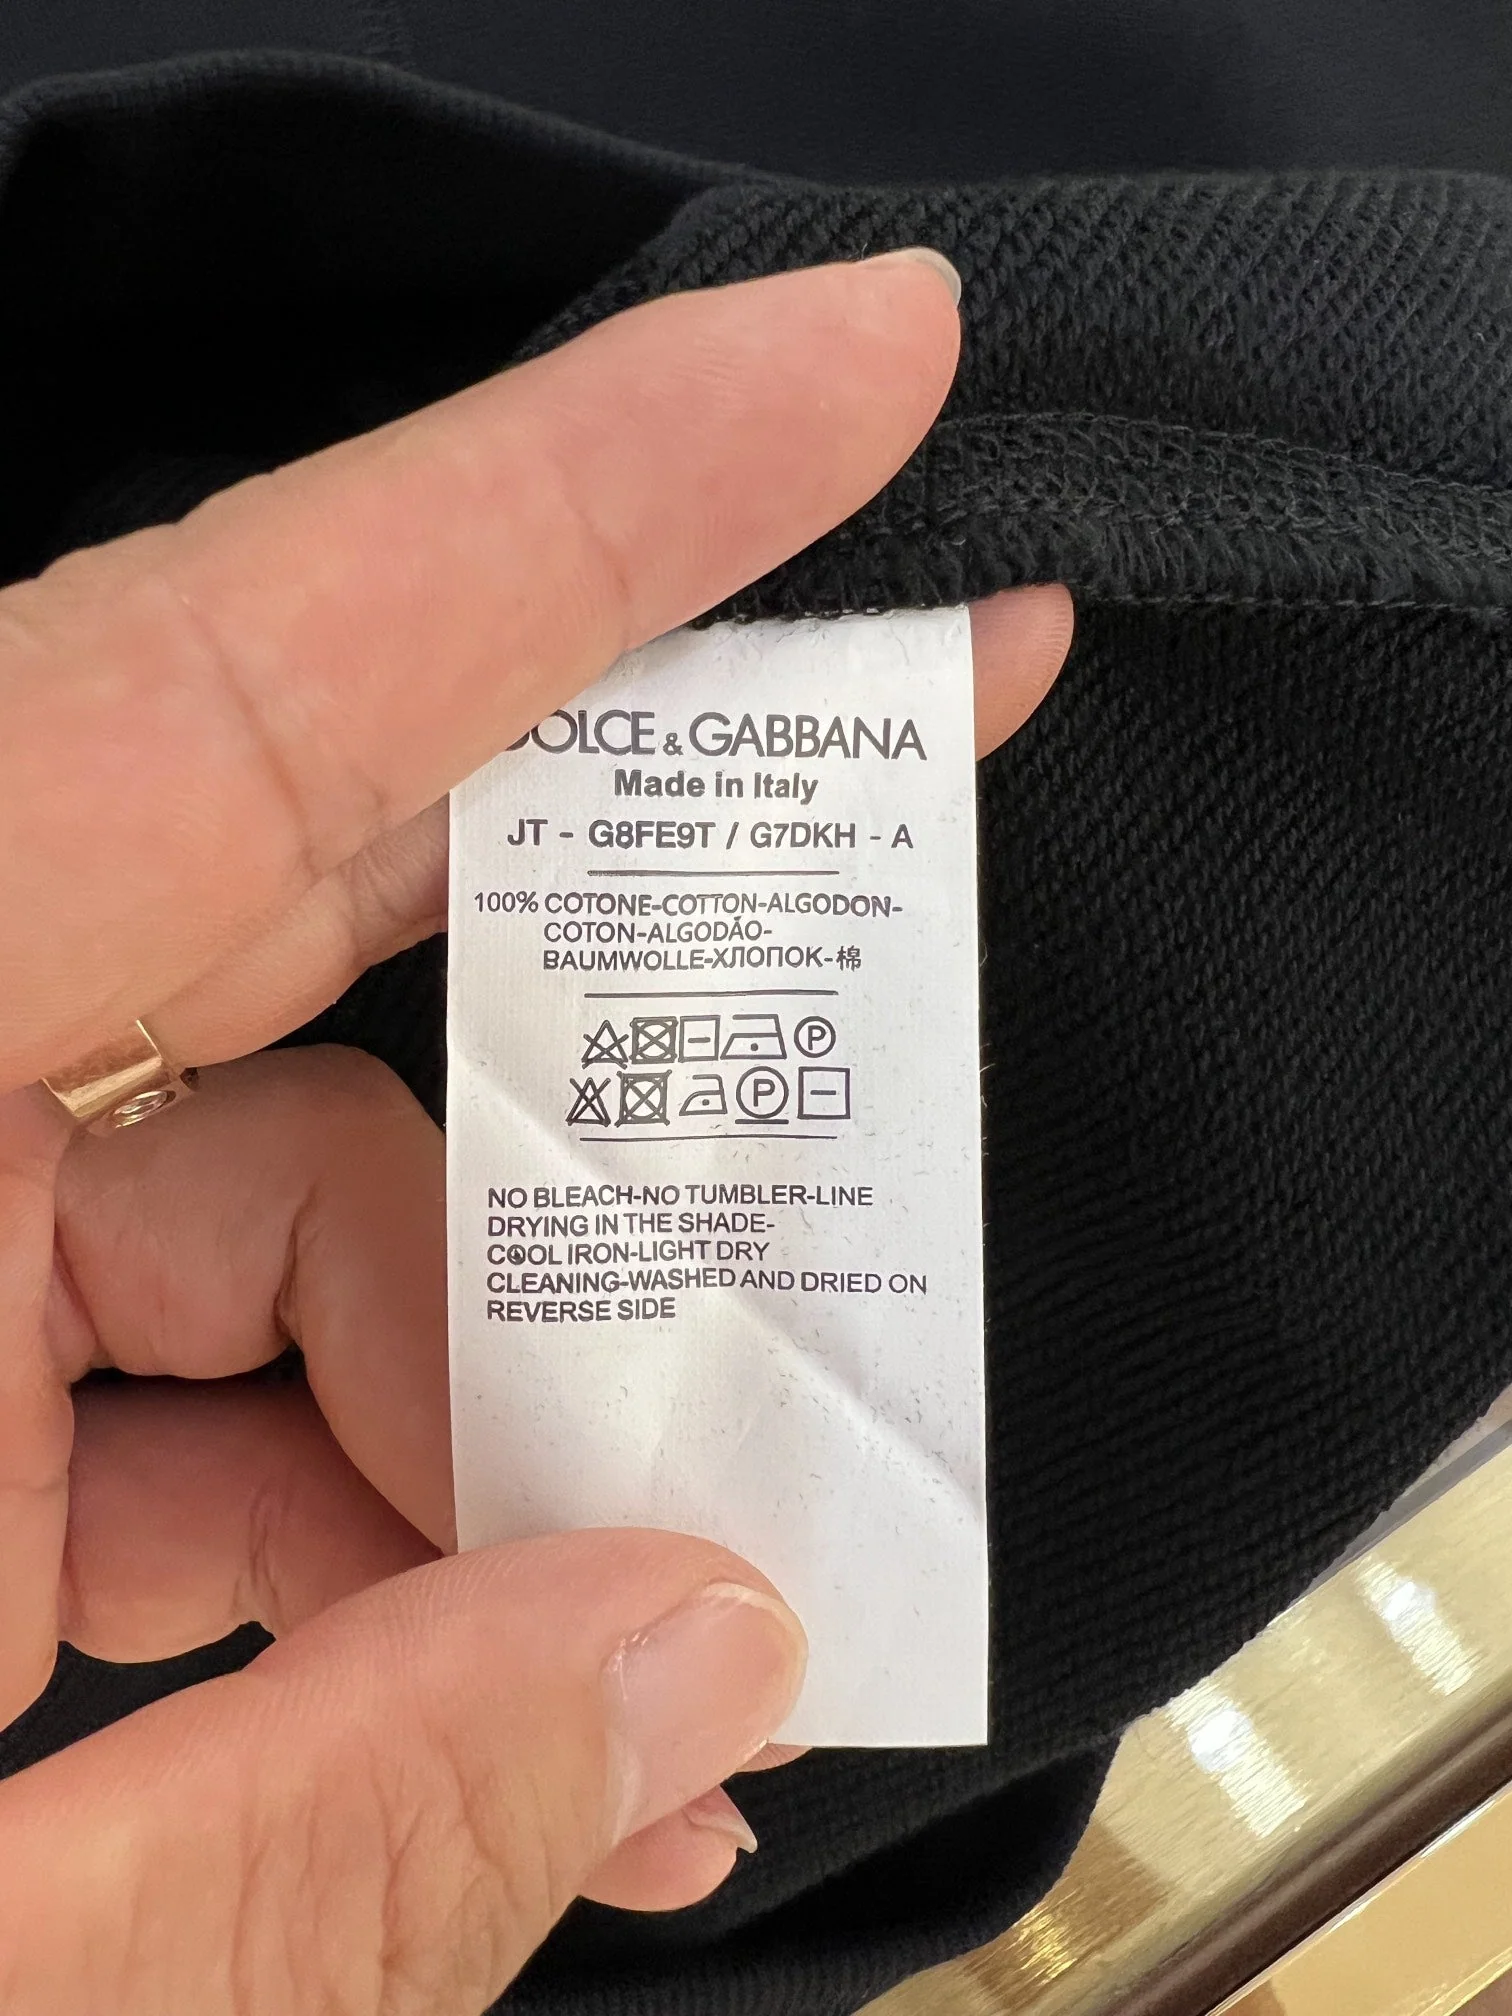 DOLCE & GABBANA
Made in Italy
JT - G8FE9T / G7DKH - A
100% COTONE-COTTON-ALGODON-
COTON-ALGODÃO-
BAUMWOLLE-ХЛОПОК-棉
P
P
NO BLEACH-NO TUMBLER-LINE
DRYING IN THE SHADE-
COOL IRON-LIGHT DRY
CLEANING-WASHED AND DRIED ON
REVERSE SIDE